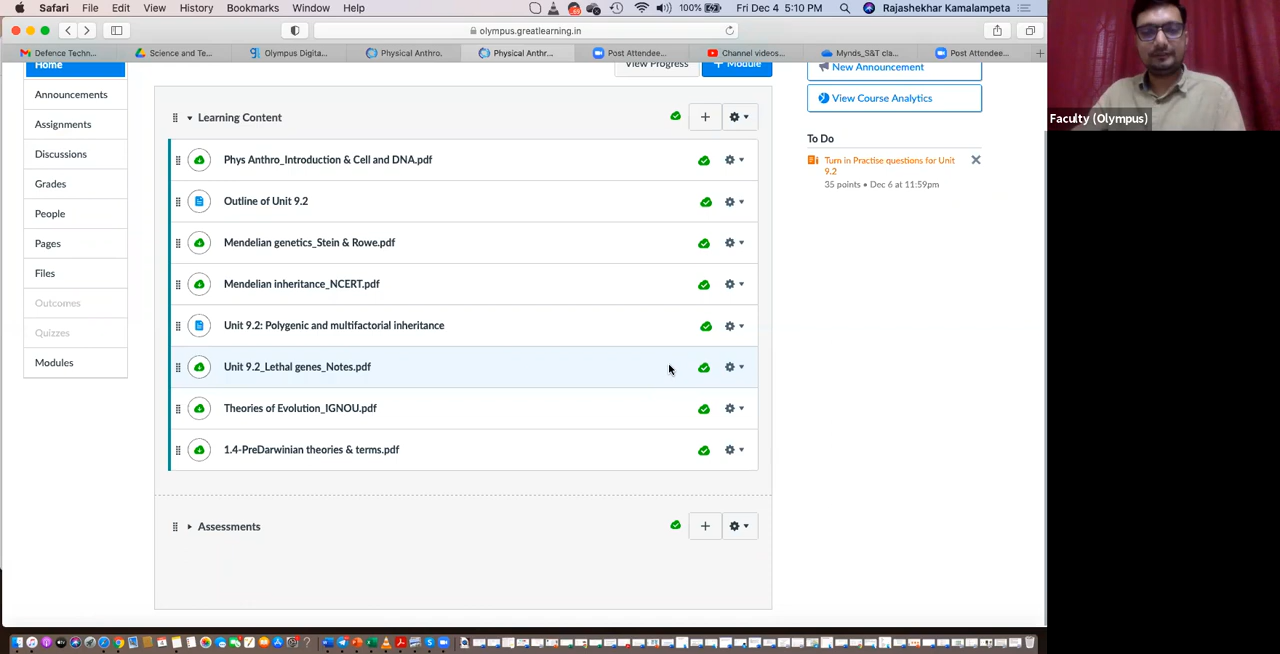 Safari File Edit View History Bookmarks Window Help 100% Fri Dec 4 5:10 PM Rajashekhar Kamalampeta
olympus.greatlearning.in
Defence Techn... Science and Te... Olympus Digita... Physical Anthro. Physical Anthr... Post Attendee... Channel videos... Mynds_S&T cla... Post Attendee...
Home
Announcements
Assignments
Discussions
Grades
People
Pages
Files
Outcomes
Quizzes
Modules
View Progress
+ Module
Learning Content
Phys Anthro_Introduction & Cell and DNA.pdf
Outline of Unit 9.2
Mendelian genetics_Stein & Rowe.pdf
Mendelian inheritance_NCERT.pdf
Unit 9.2: Polygenic and multifactorial inheritance
Unit 9.2_Lethal genes_Notes.pdf
Theories of Evolution_IGNOU.pdf
1.4-PreDarwinian theories & terms.pdf
Assessments
New Announcement
View Course Analytics
To Do
Turn in Practise questions for Unit
9.2
35 points • Dec 6 at 11:59pm
Faculty (Olympus)